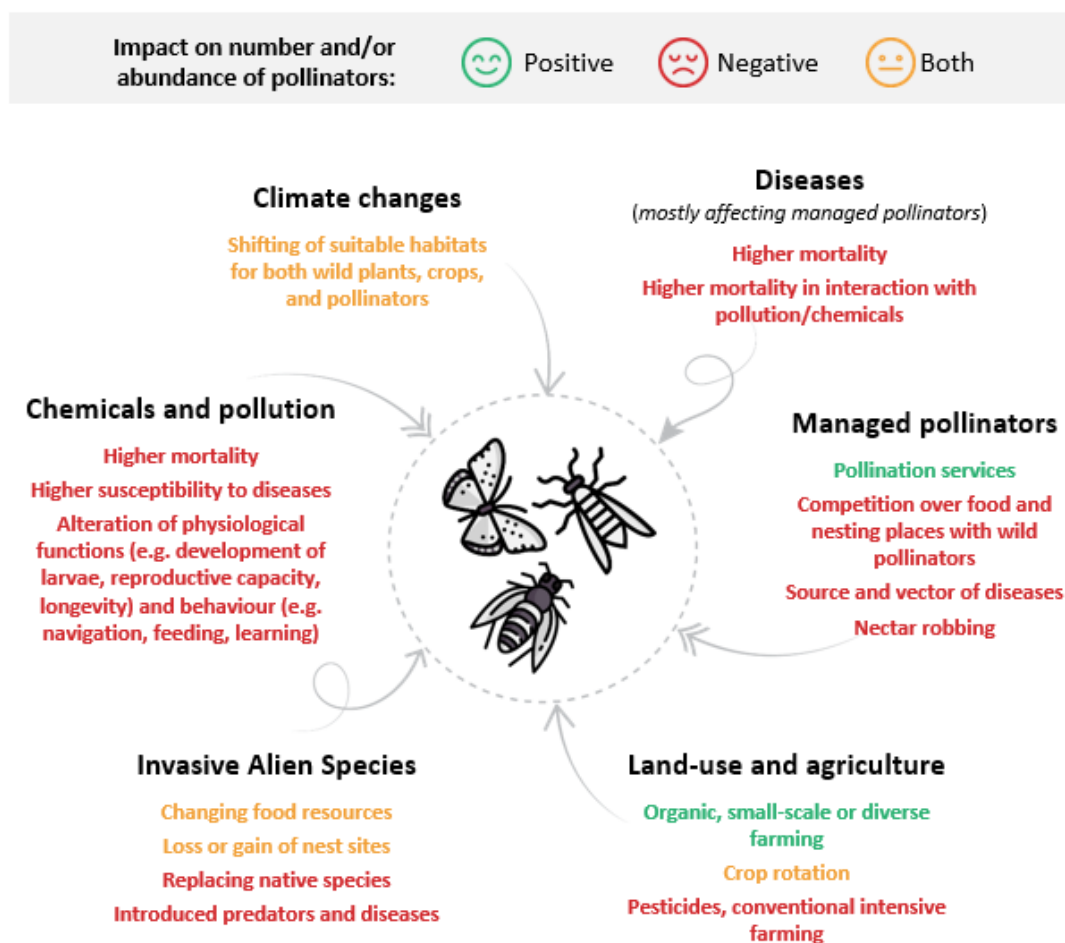 Impact on number and/or
abundance of pollinators:
Positive
Negative
Both
Climate changes
Shifting of suitable habitats
for both wild plants, crops,
and pollinators
Diseases
(mostly affecting managed pollinators)
Higher mortality
Higher mortality in interaction with
pollution/chemicals
Chemicals and pollution
Higher mortality
Higher susceptibility to diseases
Alteration of physiological
functions (e.g. development of
larvae, reproductive capacity,
longevity) and behaviour (e.g.
navigation, feeding, learning)
Managed pollinators
Pollination services
Competition over food and
nesting places with wild
pollinators
Source and vector of diseases
Nectar robbing
Invasive Alien Species
Changing food resources
Loss or gain of nest sites
Replacing native species
Introduced predators and diseases
Land-use and agriculture
Organic, small-scale or diverse
farming
Crop rotation
Pesticides, conventional intensive
farming